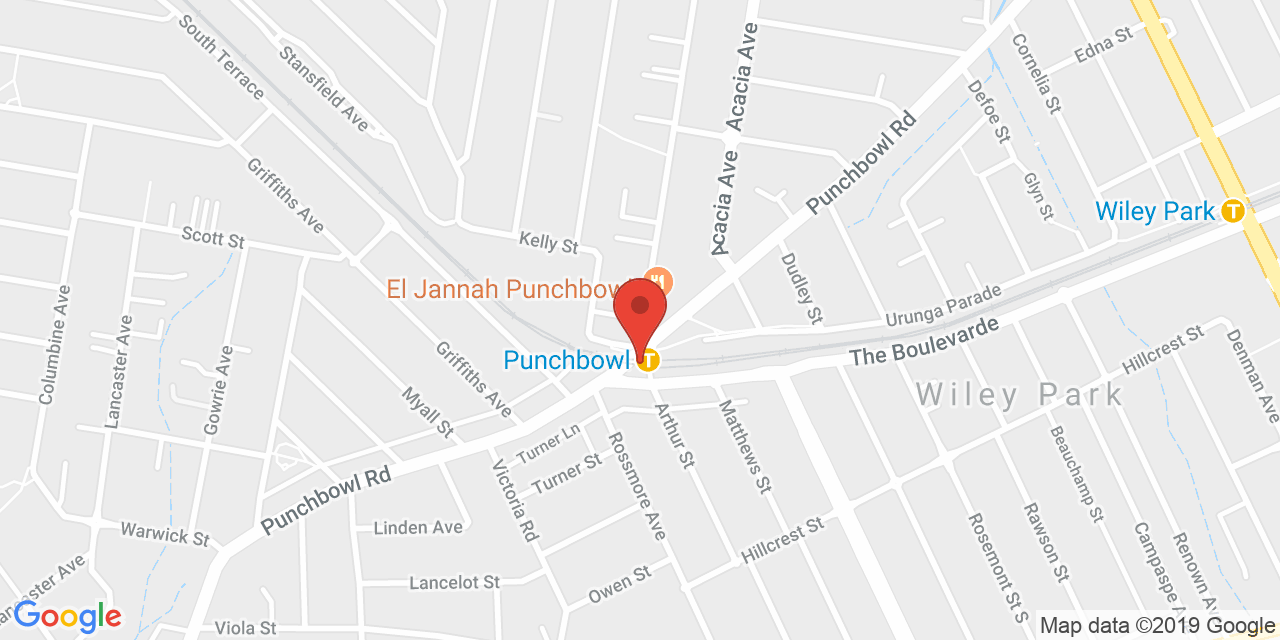 South Terrace
Stansfield Ave
Acacia Ave
Acacia Ave
Cornelia St
Edna St
Defoe St
Punchbowl Rd
Glyn St
Griffiths Ave
Scott St
Kelly St
Wiley Park
Dudley St
El Jannah Punchbowl
Urunga Parade
The Boulevarde
Columbine Ave
Lancaster Ave
Gowrie Ave
Griffiths Ave
Myall St
Punchbowl
Hillcrest St
Denman Ave
Wiley Park
Arthur St
Matthews St
Turner Ln
Turner St
Rossmore Ave
Victoria Rd
Punchbowl Rd
Linden Ave
Warwick St
Lancelot St
Owen St
Hillcrest St
Beauchamp St
Rosemont S
Rawson St
Campaspe A
Renown Av
ancaster Ave
Viola St
Google
Map data ©2019 Google